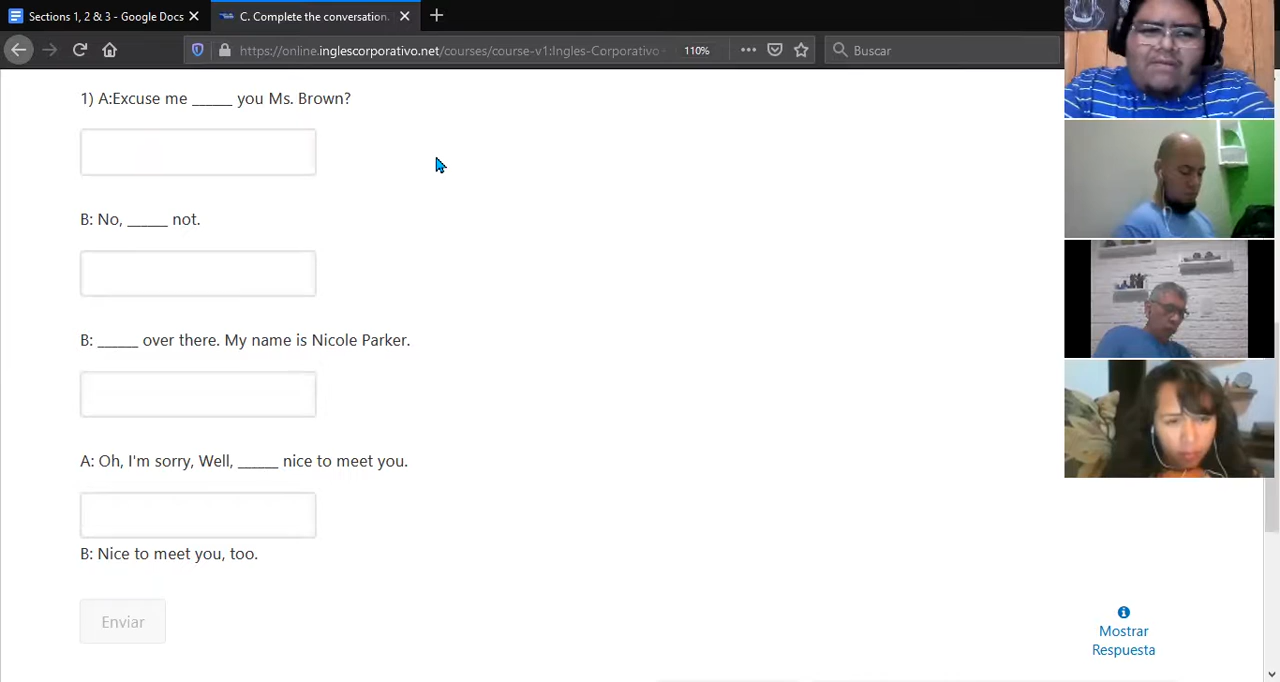 Sections 1, 2 & 3 - Google Docs
C. Complete the conversation.
https://online.inglescorporativo.net/courses/course-v1:Ingles-Corporativo
110%
Buscar
1) A:Excuse me _____ you Ms. Brown?
B: No, _____ not.
B: _____ over there. My name is Nicole Parker.
A: Oh, I'm sorry, Well, _____ nice to meet you.
B: Nice to meet you, too.
Enviar
Mostrar
Respuesta